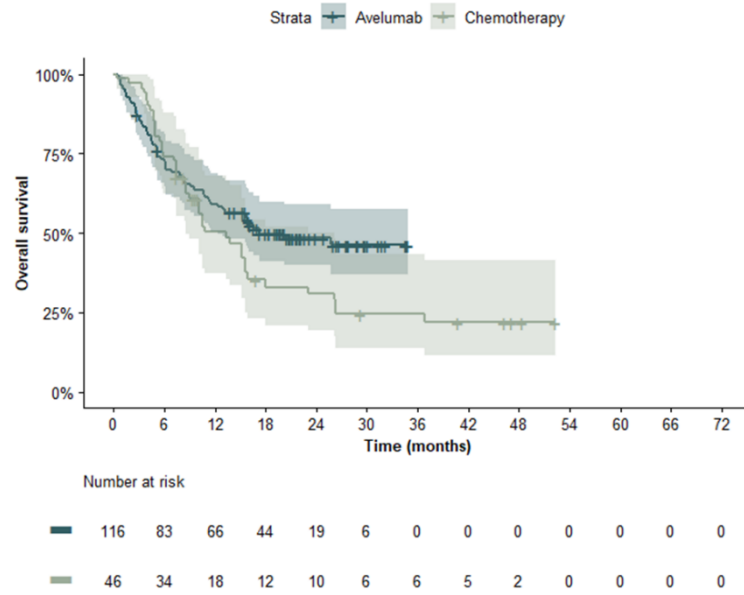 Strata Avelumab Chemotherapy
100%
75%
50%
25%
0%
Overall survival
0 6 12 18 24 30 36 42 48 54 60 66 72
Time (months)
Number at risk
116 83 66 44 19 6 0 0 0 0 0 0 0
46 34 18 12 10 6 6 5 2 0 0 0 0